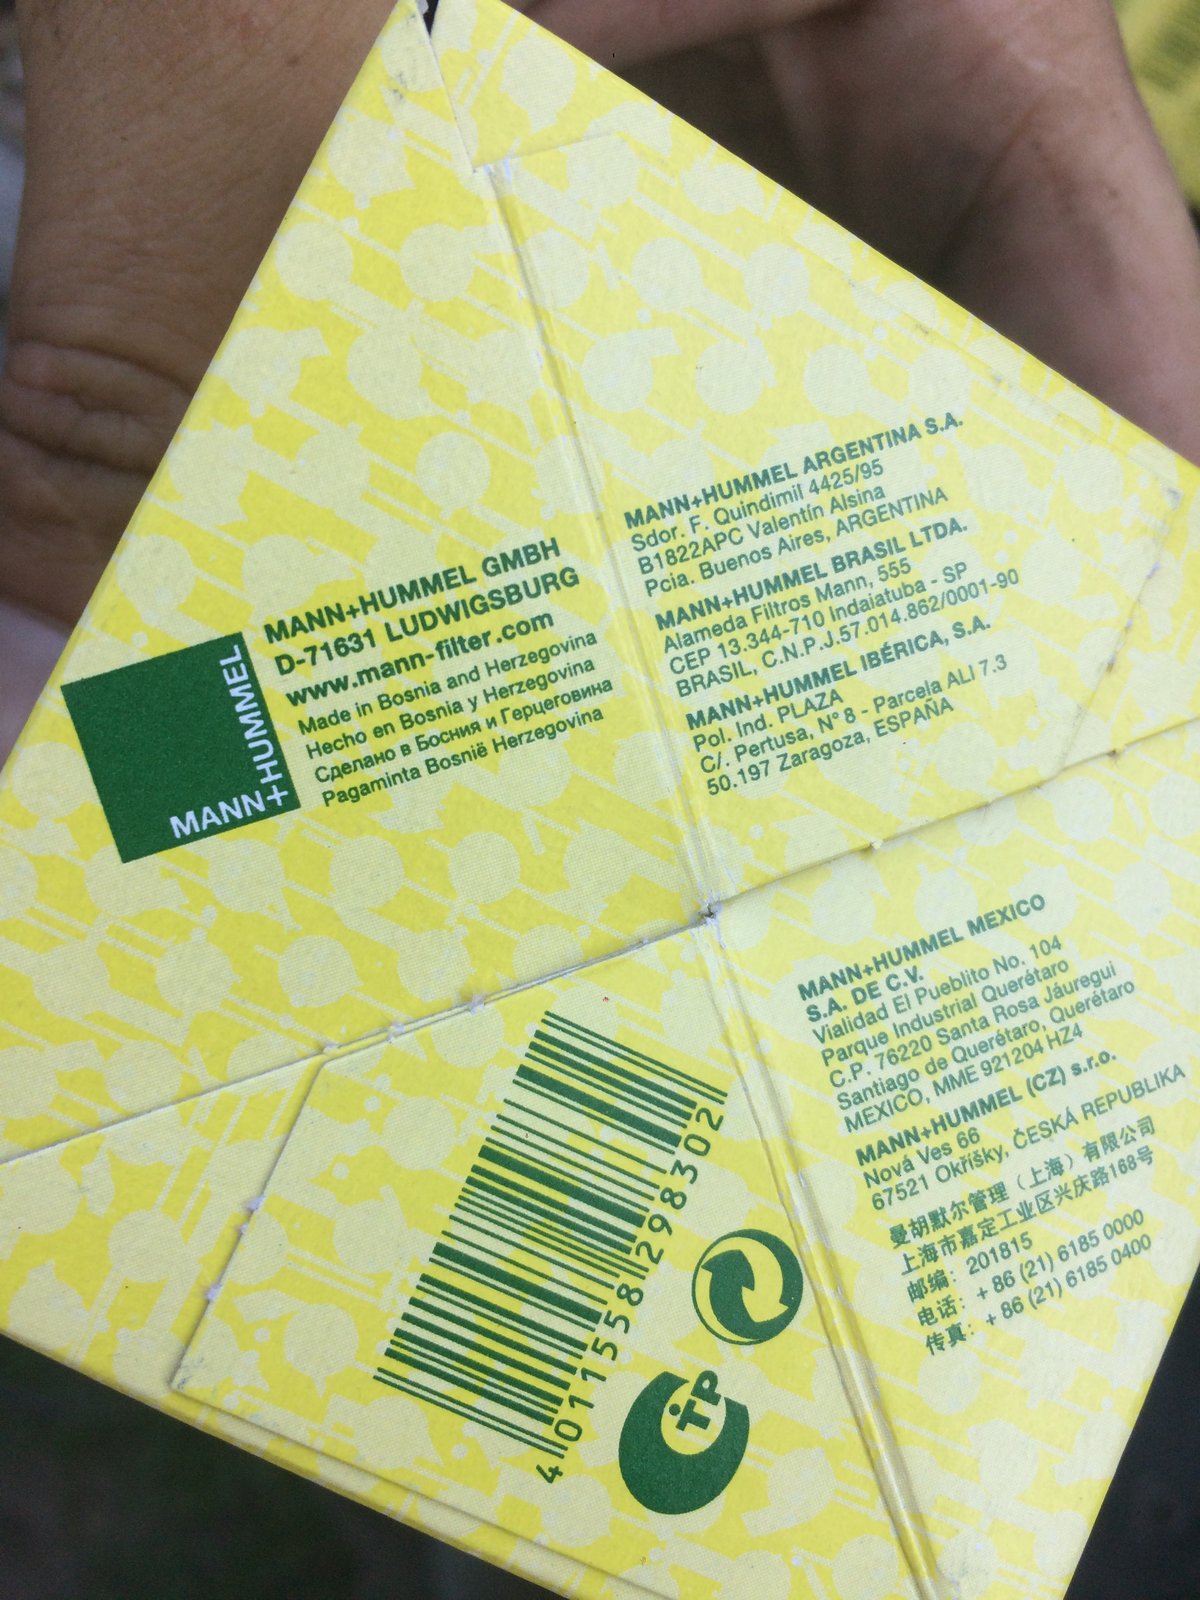 MANN+HUMMEL
MANN+HUMMEL GMBH
D-71631 LUDWIGSBURG
www.mann-filter.com
Made in Bosnia and Herzegovina
Hecho en Bosnia y Herzegovina
Сделано в Босния и Герцеговина
Pagaminta Bosnië Herzegovina
MANN+HUMMEL ARGENTINA S.A.
Sdor. F. Quindimil 4425/95
B1822APC Valentín Alsina
Pcia. Buenos Aires, ARGENTINA
MANN+HUMMEL BRASIL LTDA.
Alameda Filtros Mann, 555
CEP 13.344-710 Indaiatuba - SP
BRASIL, C.N.P.J.57.014.862/0001-90
MANN+HUMMEL IBÉRICA, S.A.
Pol. Ind. PLAZA
C/. Pertusa, N° 8 - Parcela ALI 7.3
50.197 Zaragoza, ESPAÑA
MANN+HUMMEL MEXICO
S.A. DE C.V.
Vialidad El Pueblito No. 104
Parque Industrial Querétaro
C.P. 76220 Santa Rosa Jáuregui
Santiago de Querétaro, Querétaro
MEXICO, MME 921204 HZ4
MANN+HUMMEL (CZ) s.r.o.
Nová Ves 66
67521 Okříšky, ČESKÁ REPUBLIKA
曼胡默尔管理（上海）有限公司
上海市嘉定工业区兴庆路168号
邮编：201815
电话：+ 86 (21) 6185 0000
传真：+ 86 (21) 6185 0400
4 011558 298302
CTP